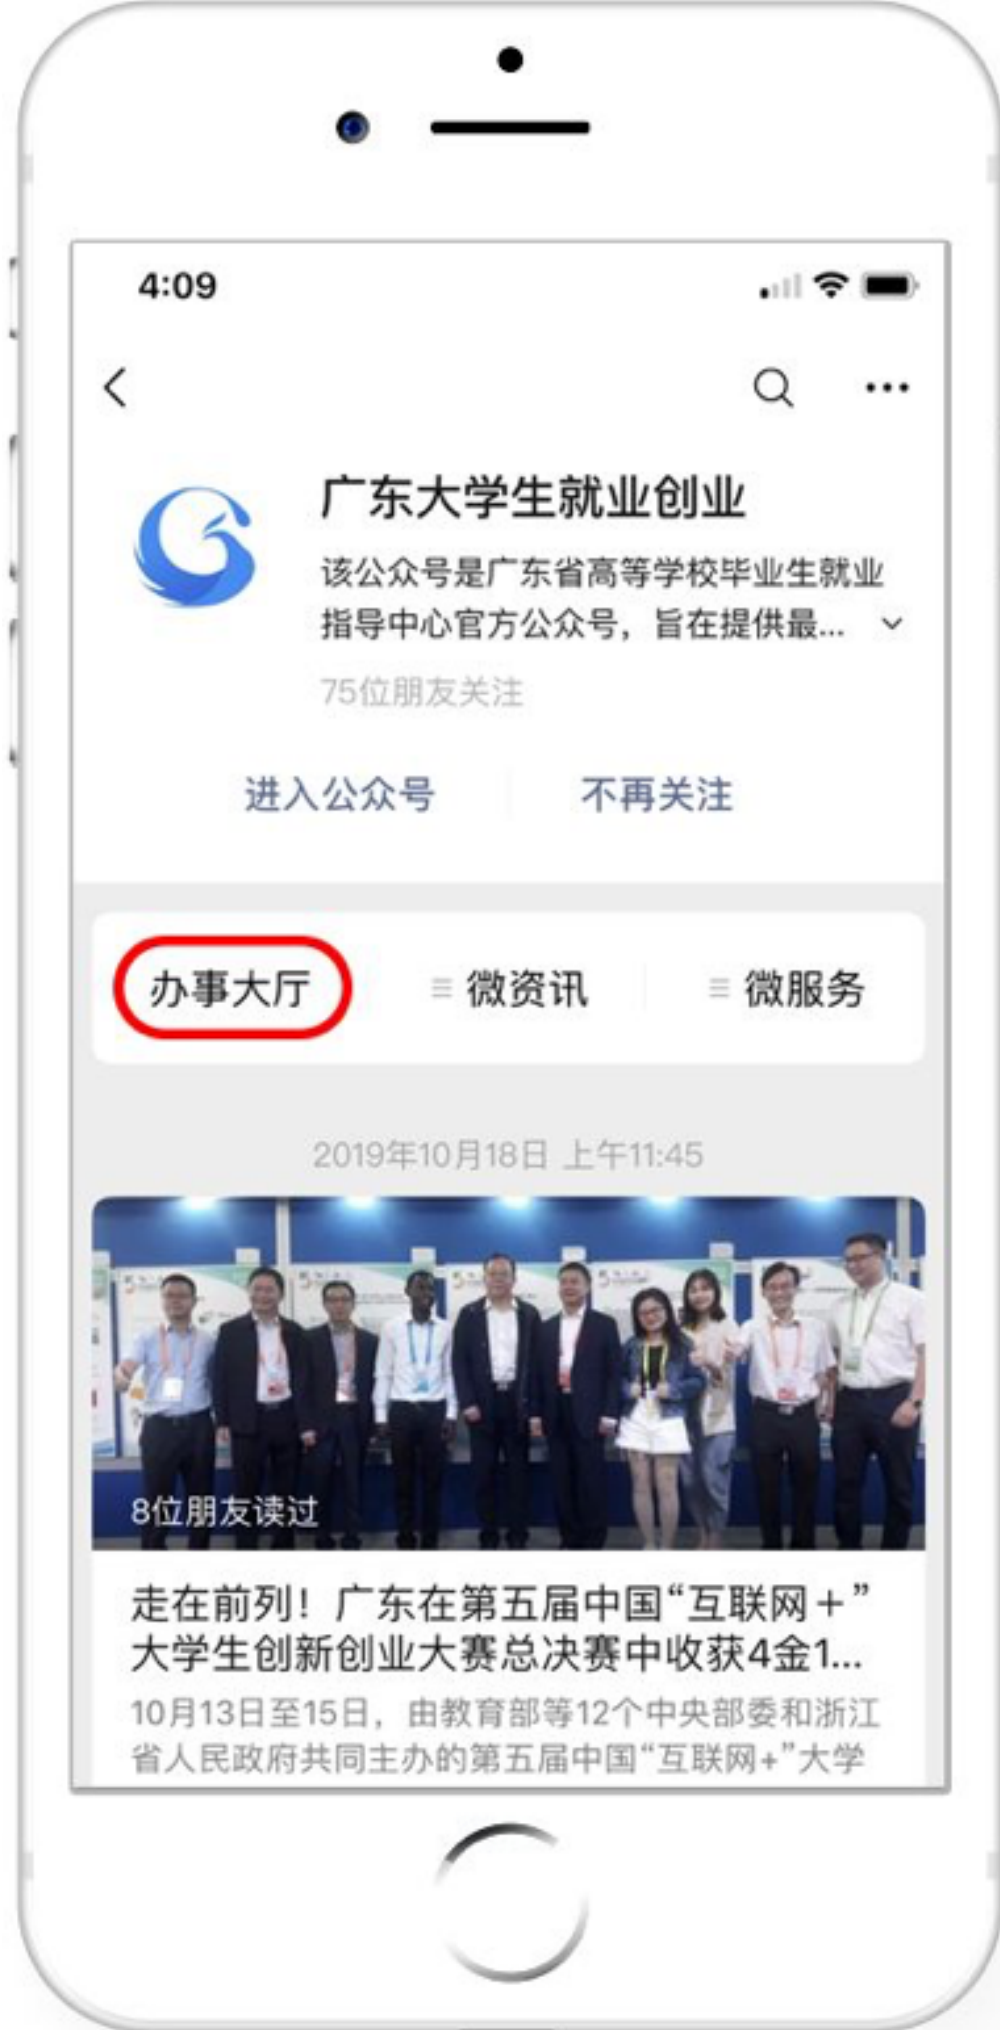 4:09
广东大学生就业创业
该公众号是广东省高等学校毕业生就业
指导中心官方公众号，旨在提供最...
75位朋友关注
进入公众号 不再关注
办事大厅 微资讯 微服务
2019年10月18日 上午11:45
8位朋友读过
走在前列！广东在第五届中国“互联网＋”
大学生创新创业大赛总决赛中收获4金1...
10月13日至15日，由教育部等12个中央部委和浙江
省人民政府共同主办的第五届中国“互联网+”大学